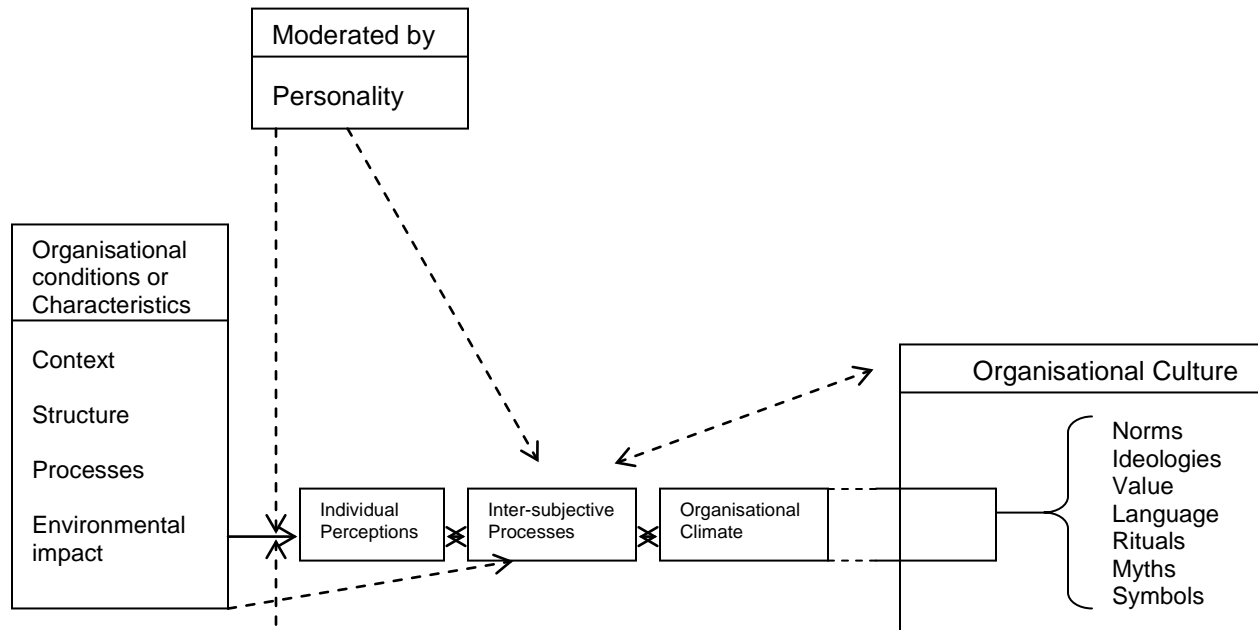 Moderated by
Personality
Organisational
conditions or
Characteristics
Context
Structure
Processes
Environmental
impact
Individual
Perceptions
Inter-subjective
Processes
Organisational
Climate
Organisational Culture
Norms
Ideologies
Value
Language
Rituals
Myths
Symbols